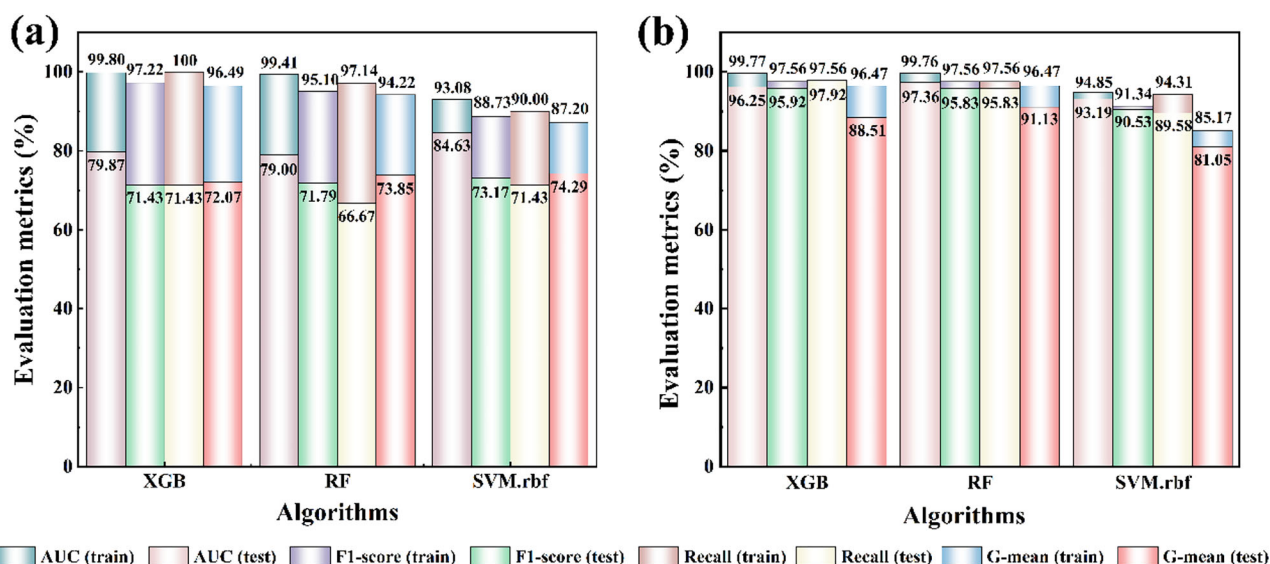 (a)
99.80 97.22 100 96.49 99.41 95.10 97.14 94.22 93.08 88.73 90.00 87.20
79.87 71.43 71.43 72.07 79.00 71.79 66.67 73.85 84.63 73.17 71.43 74.29
100
80
60
40
20
0
Evaluation metrics (%)
XGB RF SVM.rbf
Algorithms
(b)
99.77 97.56 97.56 96.47 99.76 97.56 97.56 96.47 94.85 91.34 94.31 85.17
96.25 95.92 97.92 88.51 97.36 95.83 95.83 91.13 93.19 90.53 89.58 81.05
100
80
60
40
20
0
Evaluation metrics (%)
XGB RF SVM.rbf
Algorithms
AUC (train) AUC (test) F1-score (train) F1-score (test) Recall (train) Recall (test) G-mean (train) G-mean (test)